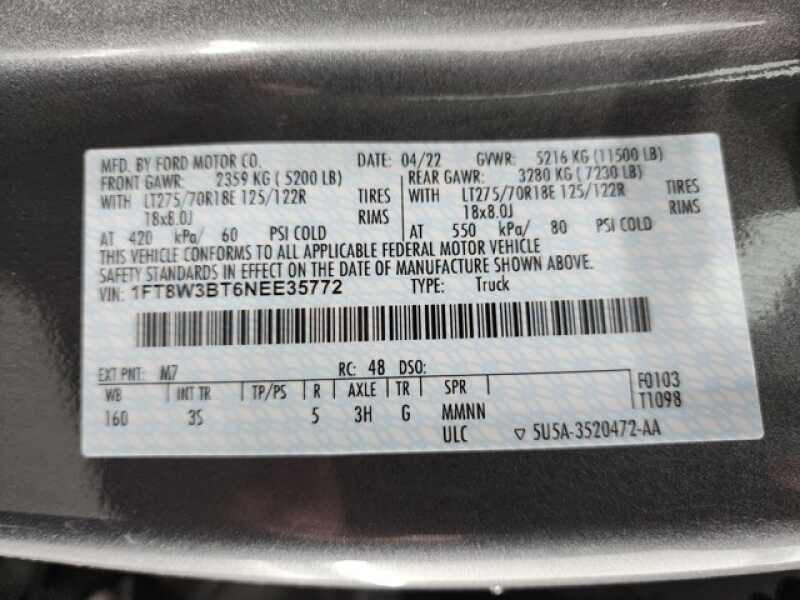 MFD. BY FORD MOTOR CO. DATE: 04/22 GVWR: 5216 KG (11500 LB)
FRONT GAWR: 2359 KG (5200 LB) REAR GAWR: 3280 KG (7230 LB)
WITH LT275/70R18E 125/122R TIRES WITH LT275/70R18E 125/122R TIRES
18x8.0J RIMS 18x8.0J RIMS
AT 420 kPa/ 60 PSI COLD AT 550 kPa/ 80 PSI COLD
THIS VEHICLE CONFORMS TO ALL APPLICABLE FEDERAL MOTOR VEHICLE
SAFETY STANDARDS IN EFFECT ON THE DATE OF MANUFACTURE SHOWN ABOVE.
VIN: 1FT8W3BT6NEE35772 TYPE: Truck
EXT PNT: M7 RC: 48 DSO:
WB INT TR TP/PS R AXLE TR SPR F0103
160 3S 5 3H G MMNN T1098
ULC ▽ 5U5A-3520472-AA